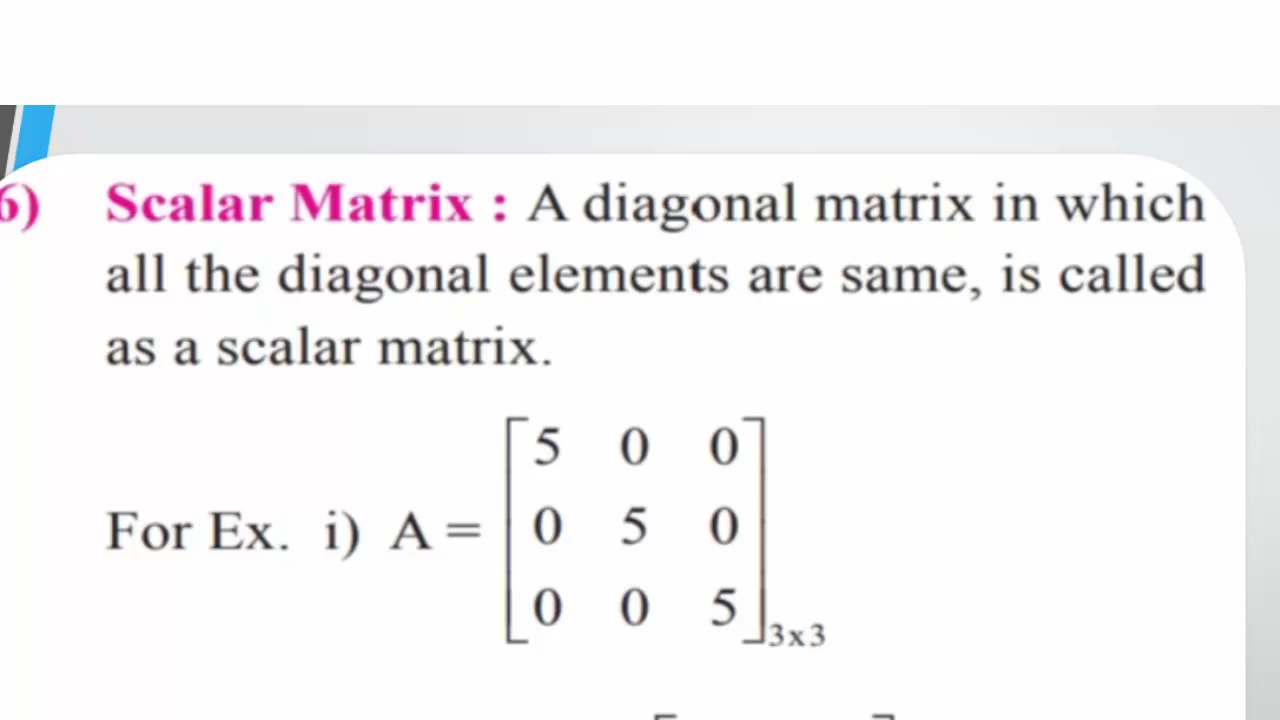 6) Scalar Matrix : A diagonal matrix in which
all the diagonal elements are same, is called
as a scalar matrix.
5 0 0
For Ex. i) A = 0 5 0
0 0 5 3x3